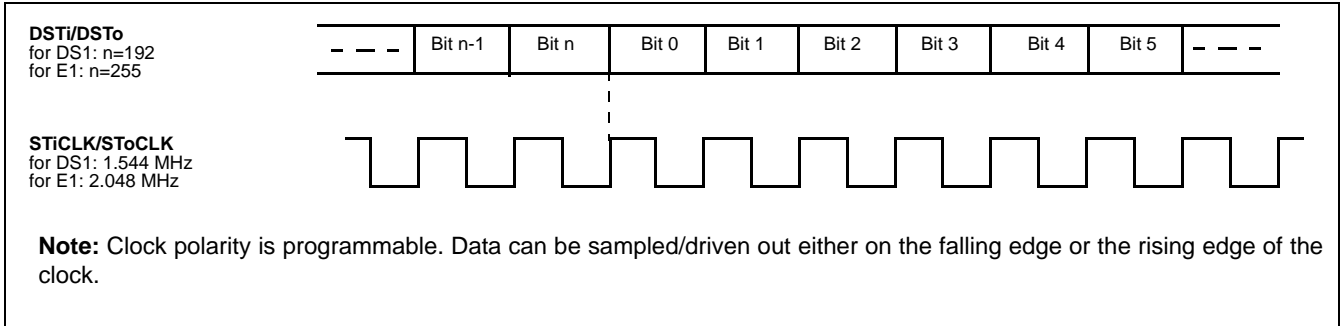 DSTi/DSTo
for DS1: n=192
for E1: n=255
Bit n-1 Bit n Bit 0 Bit 1 Bit 2 Bit 3 Bit 4 Bit 5
STiCLK/SToCLK
for DS1: 1.544 MHz
for E1: 2.048 MHz
Note: Clock polarity is programmable. Data can be sampled/driven out either on the falling edge or the rising edge of the
clock.